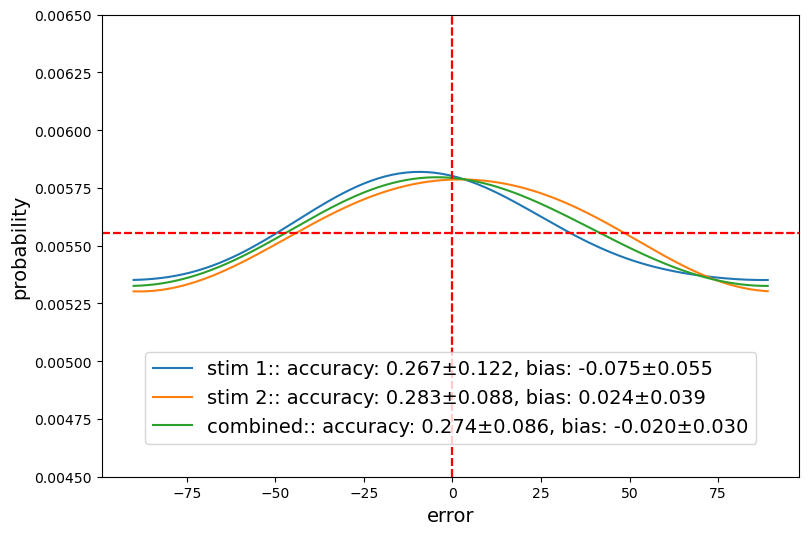 0.00650
0.00625
0.00600
0.00575
0.00550
0.00525
0.00500
0.00475
0.00450
probability
stim 1:: accuracy: 0.267±0.122, bias: -0.075±0.055
stim 2:: accuracy: 0.283±0.088, bias: 0.024±0.039
combined:: accuracy: 0.274±0.086, bias: -0.020±0.030
−75 −50 −25 0 25 50 75
error